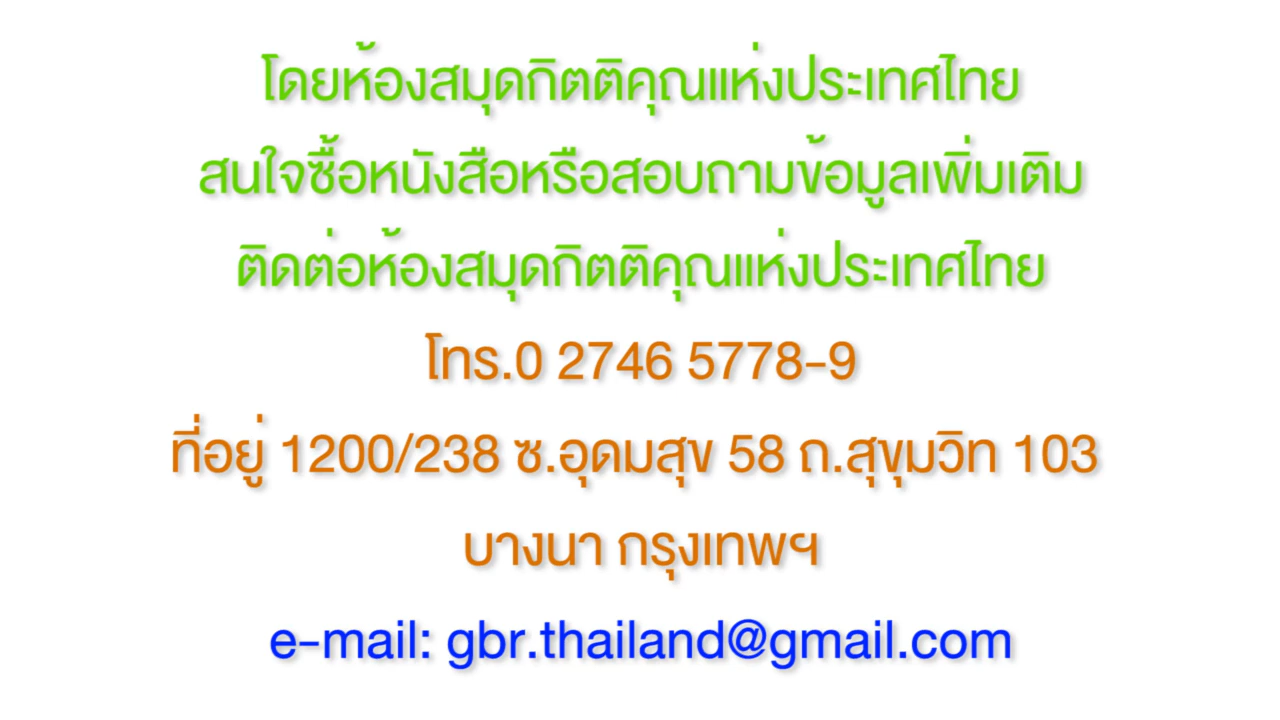 โดยห้องสมุดกิตติคุณแห่งประเทศไทย
สนใจซื้อหนังสือหรือสอบถามข้อมูลเพิ่มเติม
ติดต่อห้องสมุดกิตติคุณแห่งประเทศไทย
โทร.0 2746 5778-9
ที่อยู่ 1200/238 ซ.อุดมสุข 58 ถ.สุขุมวิท 103
บางนา กรุงเทพฯ
e-mail: gbr.thailand@gmail.com